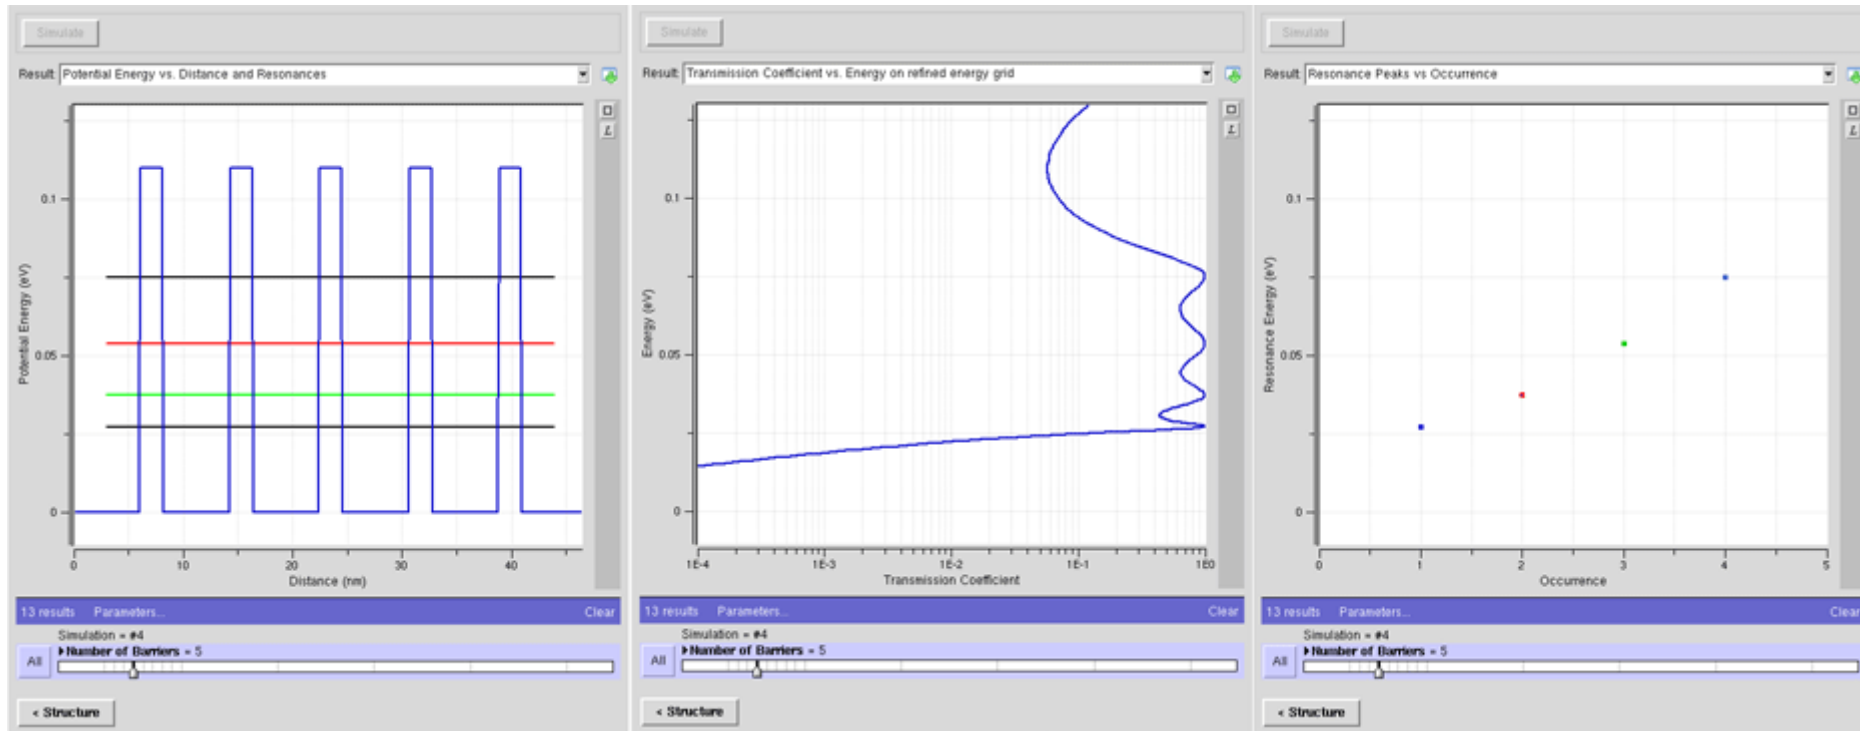 Simulate
Result Potential Energy vs. Distance and Resonances
L
Potential Energy (eV)
0.1
0.05
0
0 10 20 30 40
Distance (nm)
13 results Parameters... Clear
Simulation = #4
All
Number of Barriers = 5
< Structure
Simulate
Result Transmission Coefficient vs. Energy on refined energy grid
L
Energy (eV)
0.1
0.05
0
1E-4 1E-3 1E-2 1E-1 1E0
Transmission Coefficient
13 results Parameters... Clear
Simulation = #4
All
Number of Barriers = 5
< Structure
Simulate
Result Resonance Peaks vs Occurrence
L
Resonance Energy (eV)
0.1
0.05
0
0 1 2 3 4 5
Occurrence
13 results Parameters... Clear
Simulation = #4
All
Number of Barriers = 5
< Structure